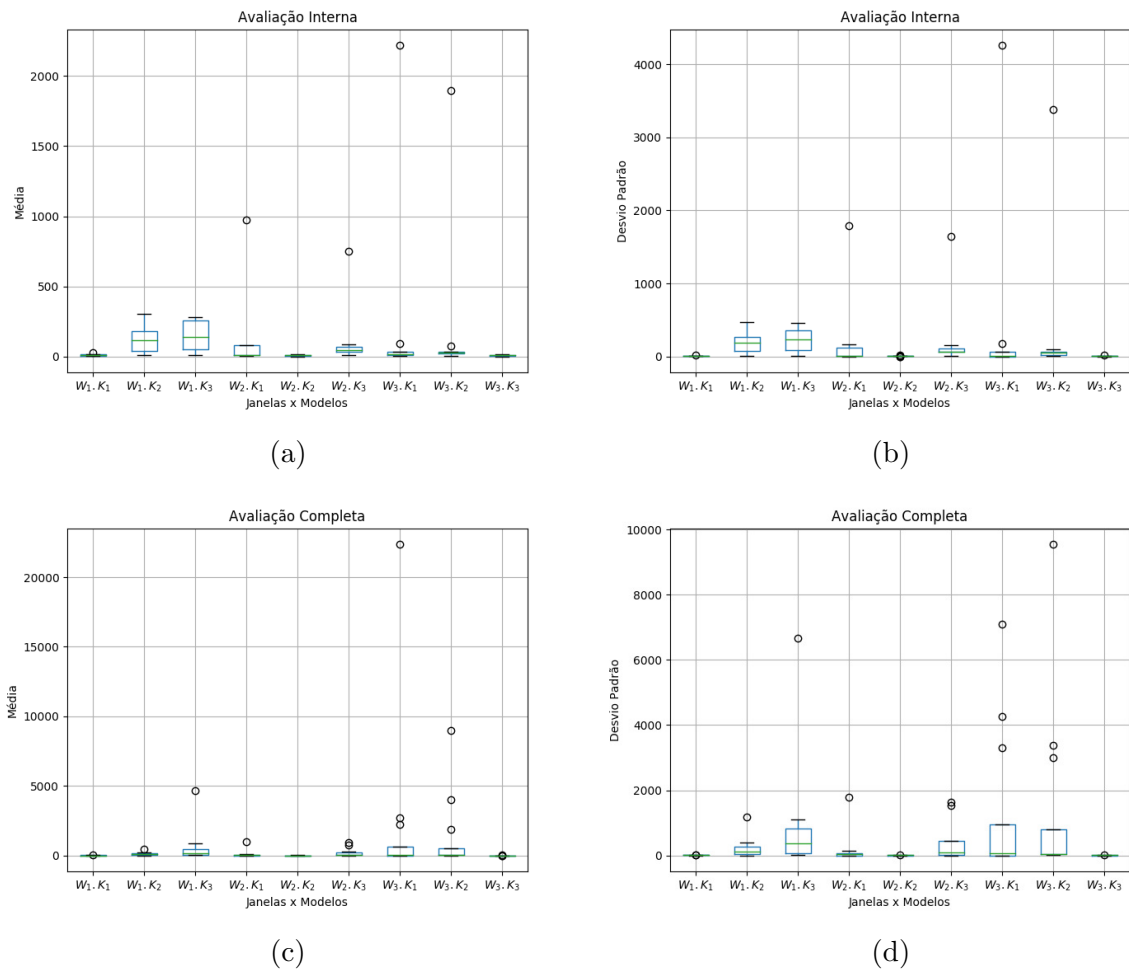 Avaliação Interna
Média
2000
1500
1000
500
0
W₁.K₁ W₁.K₂ W₁.K₃ W₂.K₁ W₂.K₂ W₂.K₃ W₃.K₁ W₃.K₂ W₃.K₃
Janelas x Modelos
(a)
Avaliação Interna
Desvio Padrão
4000
3000
2000
1000
0
W₁.K₁ W₁.K₂ W₁.K₃ W₂.K₁ W₂.K₂ W₂.K₃ W₃.K₁ W₃.K₂ W₃.K₃
Janelas x Modelos
(b)
Avaliação Completa
Média
20000
15000
10000
5000
0
W₁.K₁ W₁.K₂ W₁.K₃ W₂.K₁ W₂.K₂ W₂.K₃ W₃.K₁ W₃.K₂ W₃.K₃
Janelas x Modelos
(c)
Avaliação Completa
Desvio Padrão
10000
8000
6000
4000
2000
0
W₁.K₁ W₁.K₂ W₁.K₃ W₂.K₁ W₂.K₂ W₂.K₃ W₃.K₁ W₃.K₂ W₃.K₃
Janelas x Modelos
(d)